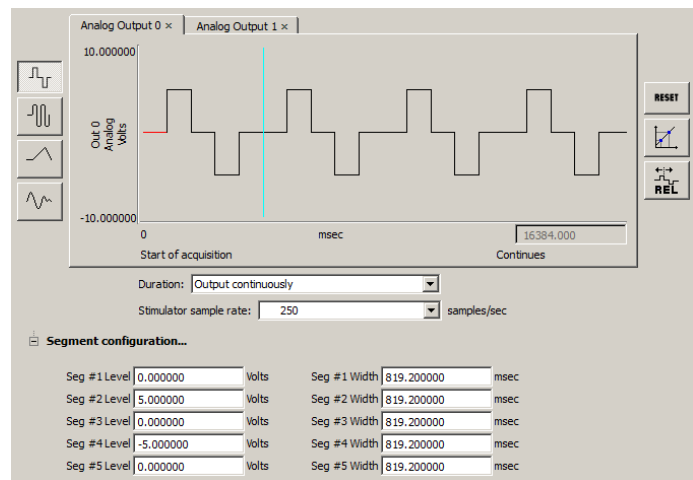 Analog Output 0 × Analog Output 1 ×
10.000000
Out 0
Analog
Volts
-10.000000
0 msec 16384.000
Start of acquisition Continues
RESET
REL
Duration: Output continuously
Stimulator sample rate: 250 samples/sec
Segment configuration...
Seg #1 Level 0.000000 Volts Seg #1 Width 819.200000 msec
Seg #2 Level 5.000000 Volts Seg #2 Width 819.200000 msec
Seg #3 Level 0.000000 Volts Seg #3 Width 819.200000 msec
Seg #4 Level -5.000000 Volts Seg #4 Width 819.200000 msec
Seg #5 Level 0.000000 Volts Seg #5 Width 819.200000 msec